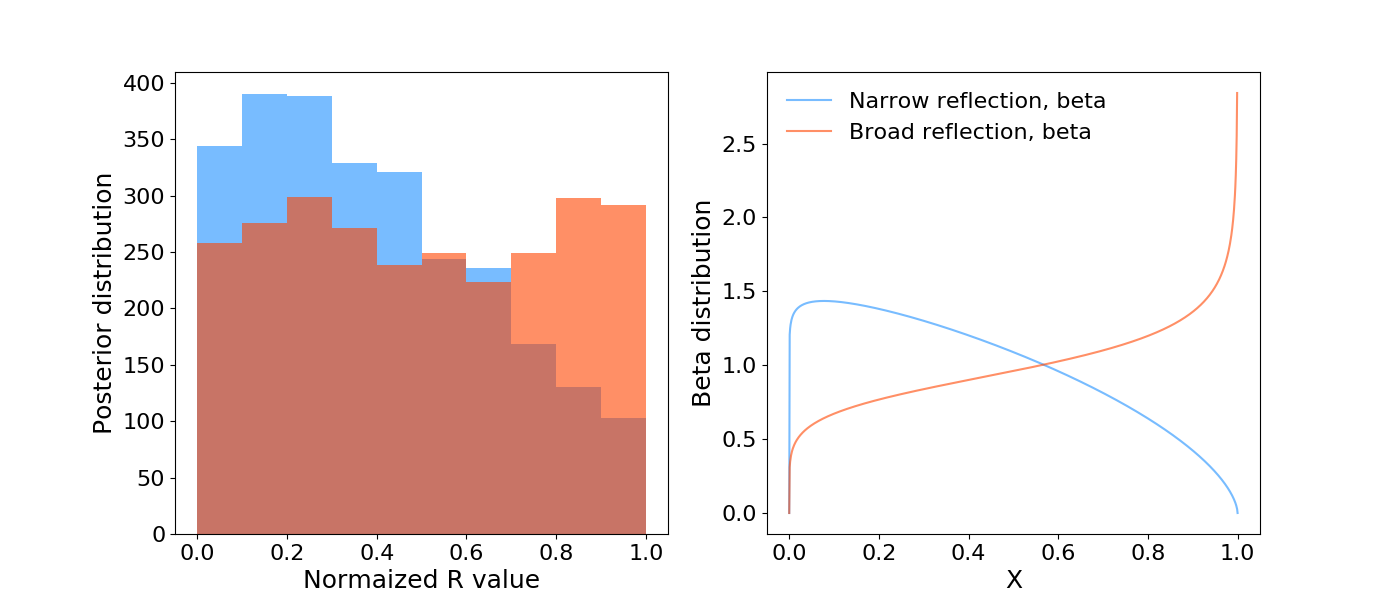 Posterior distribution
400
350
300
250
200
150
100
50
0
0.0 0.2 0.4 0.6 0.8 1.0
Normaized R value
Beta distribution
2.5
2.0
1.5
1.0
0.5
0.0
Narrow reflection, beta
Broad reflection, beta
0.0 0.2 0.4 0.6 0.8 1.0
X